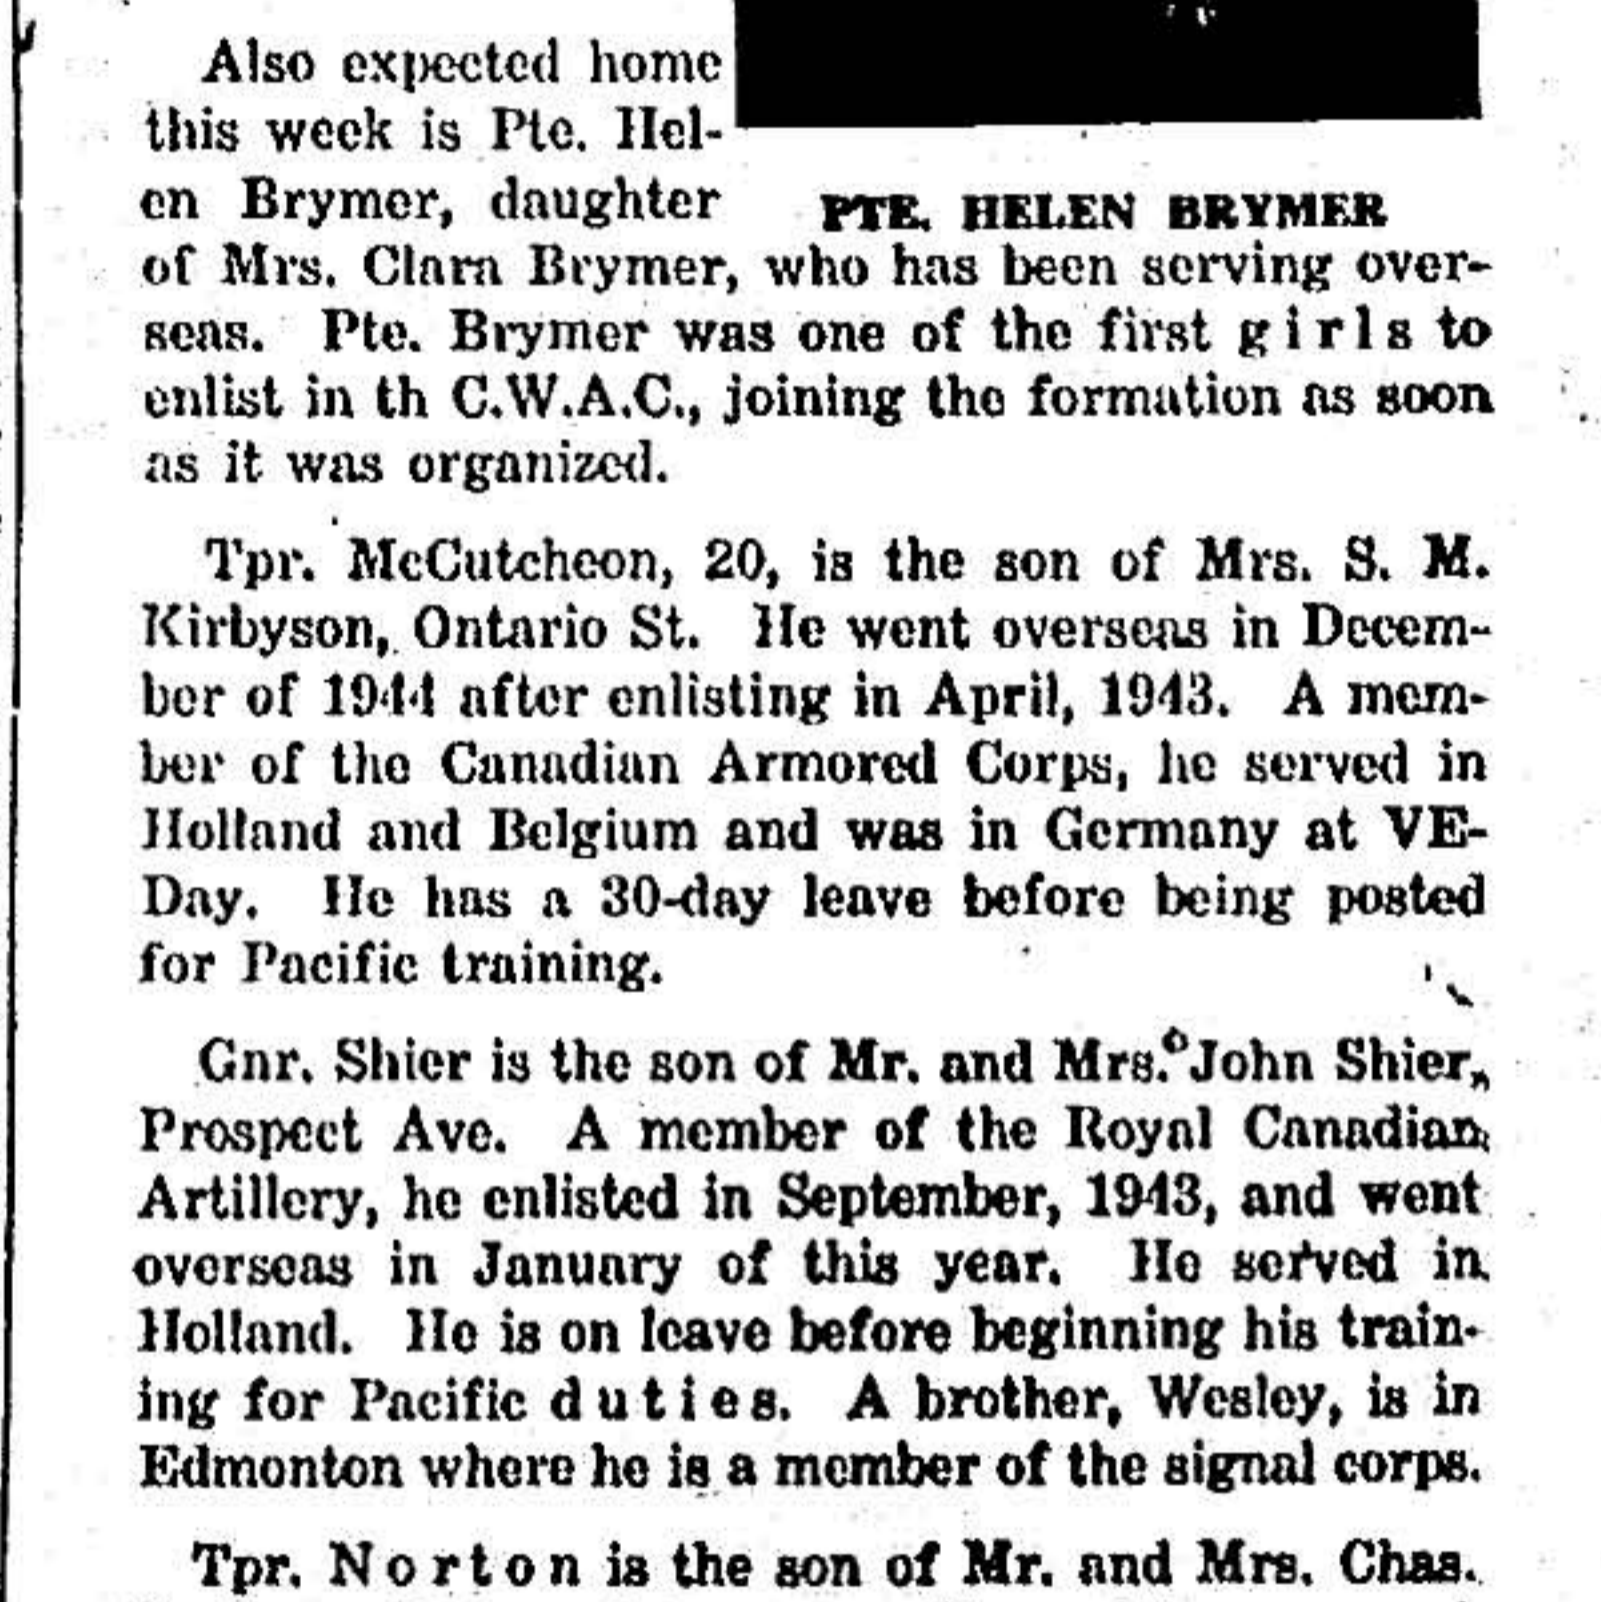 Also expected home
this week is Pte. Hel-
en Brymer, daughter
PTE. HELEN BRYMER
of Mrs. Clara Brymer, who has been serving over-
seas. Pte. Brymer was one of the first girls to
enlist in th C.W.A.C., joining the formation as soon
as it was organized.
Tpr. McCutcheon, 20, is the son of Mrs. S. M.
Kirbyson, Ontario St. He went overseas in Decem-
ber of 1944 after enlisting in April, 1943. A mem-
ber of the Canadian Armored Corps, he served in
Holland and Belgium and was in Germany at VE-
Day. He has a 30-day leave before being posted
for Pacific training.
Gnr. Shier is the son of Mr. and Mrs. John Shier,
Prospect Ave. A member of the Royal Canadian
Artillery, he enlisted in September, 1943, and went
overseas in January of this year. He served in
Holland. He is on leave before beginning his train-
ing for Pacific duties. A brother, Wesley, is in
Edmonton where he is a member of the signal corps.
Tpr. Norton is the son of Mr. and Mrs. Chas.